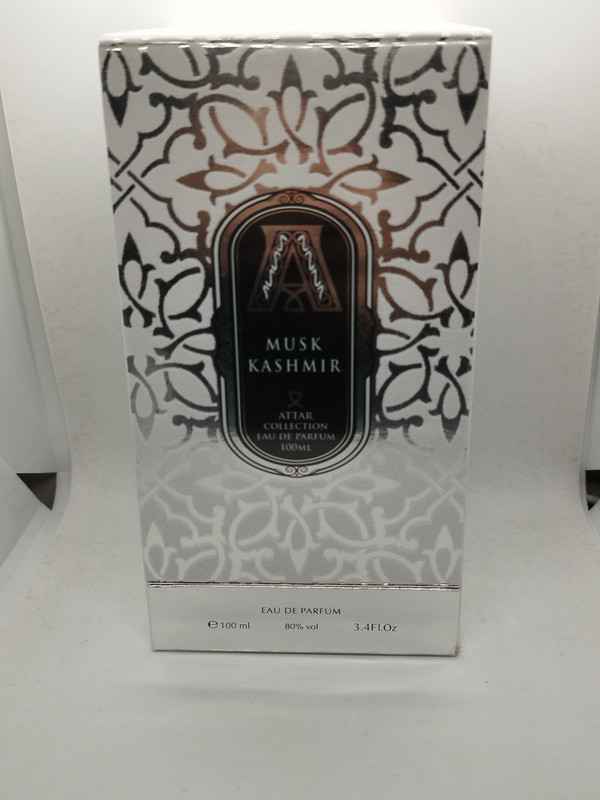 A
MUSK
KASHMIR
ATTAR
COLLECTION
EAU DE PARFUM
100ML
EAU DE PARFUM
℮ 100 ml 80% vol 3.4Fl.Oz